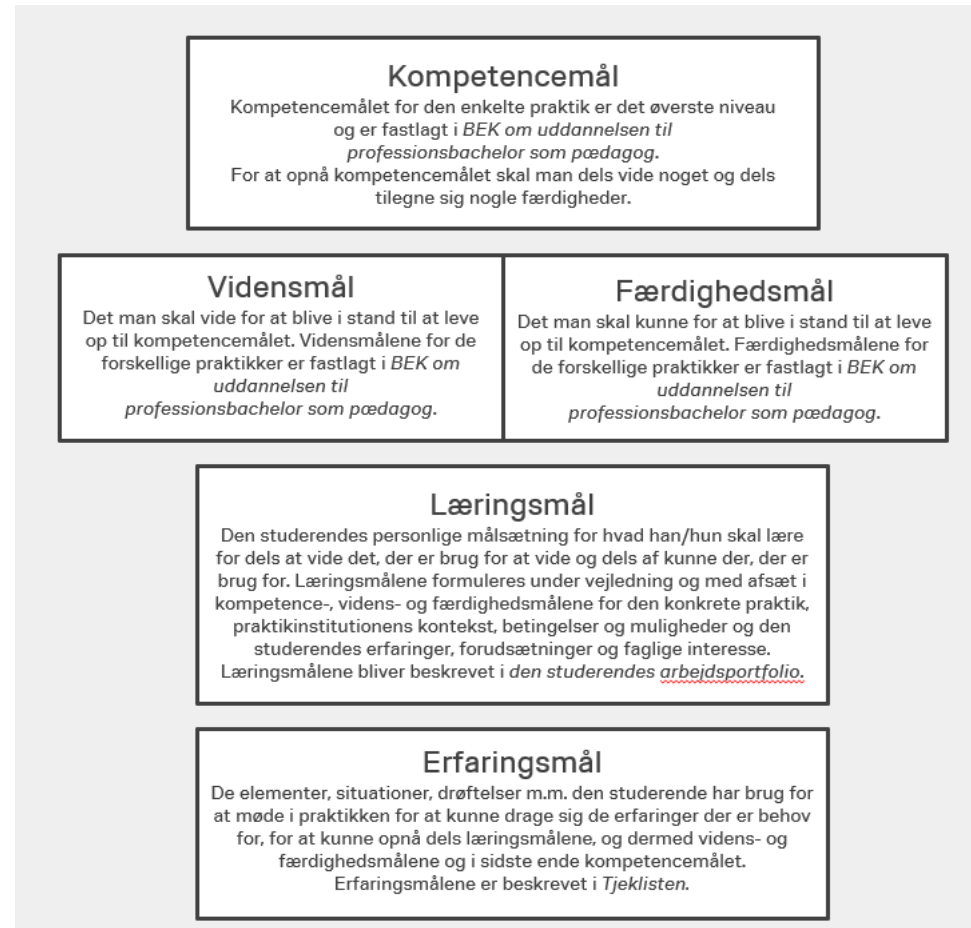 Kompetencemål
Kompetencemålet for den enkelte praktik er det øverste niveau
og er fastlagt i BEK om uddannelsen til
professionsbachelor som pædagog.
For at opnå kompetencemålet skal man dels vide noget og dels
tilegne sig nogle færdigheder.
Vidensmål
Det man skal vide for at blive i stand til at leve
op til kompetencemålet. Vidensmålene for de
forskellige praktikker er fastlagt i BEK om
uddannelsen til
professionsbachelor som pædagog.
Færdighedsmål
Det man skal kunne for at blive i stand til at leve
op til kompetencemålet. Færdighedsmålene for
de forskellige praktikker er fastlagt i BEK om
uddannelsen til
professionsbachelor som pædagog.
Læringsmål
Den studerendes personlige målsætning for hvad han/hun skal lære
for dels at vide det, der er brug for at vide og dels af kunne der, der er
brug for. Læringsmålene formuleres under vejledning og med afsæt i
kompetence-, videns- og færdighedsmålene for den konkrete praktik,
praktikinstitutionens kontekst, betingelser og muligheder og den
studerendes erfaringer, forudsætninger og faglige interesse.
Læringsmålene bliver beskrevet i den studerendes arbejdsportfolio.
Erfaringsmål
De elementer, situationer, drøftelser m.m. den studerende har brug for
at møde i praktikken for at kunne drage sig de erfaringer der er behov
for, for at kunne opnå dels læringsmålene, og dermed videns- og
færdighedsmålene og i sidste ende kompetencemålet.
Erfaringsmålene er beskrevet i Tjeklisten.